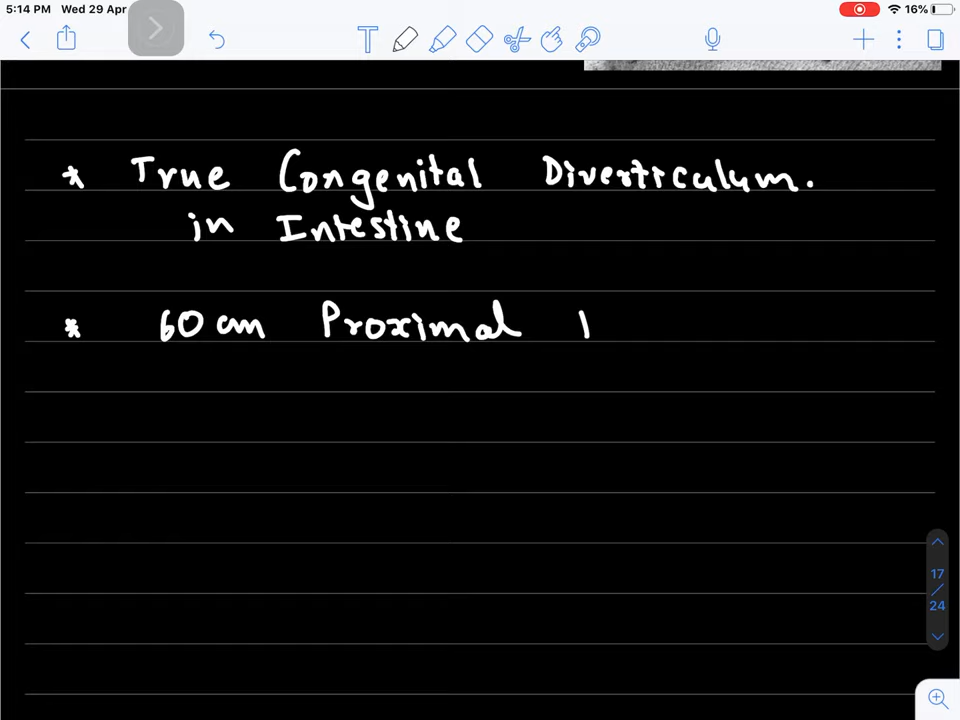 5:14 PM Wed 29 Apr 16%
* True Congenital Diverticulum.
in Intestine
* 60 cm Proximal
17
/
24